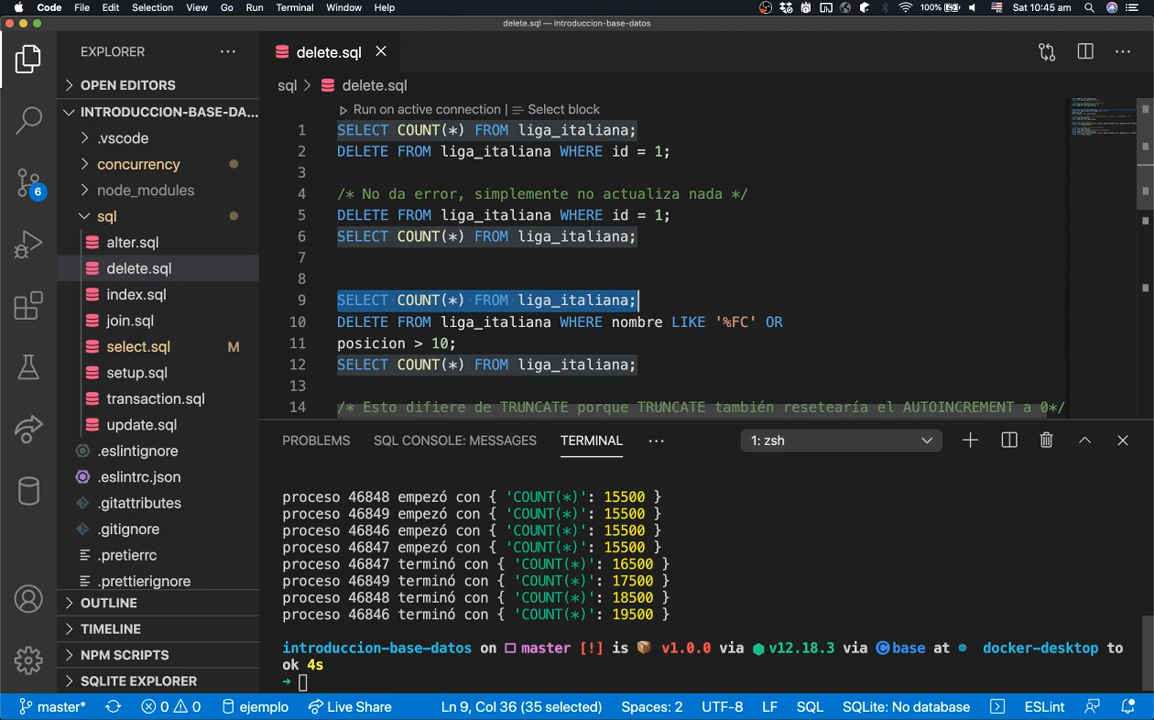 Code File Edit Selection View Go Run Terminal Window Help 100% Sat 10:45 am
delete.sql — introduccion-base-datos
EXPLORER
OPEN EDITORS
INTRODUCCION-BASE-DA...
.vscode
concurrency
node_modules
sql
alter.sql
delete.sql
index.sql
join.sql
select.sql M
setup.sql
transaction.sql
update.sql
.eslintignore
.eslintrc.json
.gitattributes
.gitignore
.pretierrc
.prettierignore
OUTLINE
TIMELINE
NPM SCRIPTS
SQLITE EXPLORER
6
delete.sql
sql > delete.sql
Run on active connection | Select block
1 SELECT COUNT(*) FROM liga_italiana;
2 DELETE FROM liga_italiana WHERE id = 1;
3
4 /* No da error, simplemente no actualiza nada */
5 DELETE FROM liga_italiana WHERE id = 1;
6 SELECT COUNT(*) FROM liga_italiana;
7
8
9 SELECT COUNT(*) FROM liga_italiana;
10 DELETE FROM liga_italiana WHERE nombre LIKE '%FC' OR
11 posicion > 10;
12 SELECT COUNT(*) FROM liga_italiana;
13
14 /* Esto difiere de TRUNCATE porque TRUNCATE también resetearía el AUTOINCREMENT a 0*/
PROBLEMS SQL CONSOLE: MESSAGES TERMINAL ... 1: zsh
proceso 46848 empezó con { 'COUNT(*)': 15500 }
proceso 46849 empezó con { 'COUNT(*)': 15500 }
proceso 46846 empezó con { 'COUNT(*)': 15500 }
proceso 46847 empezó con { 'COUNT(*)': 15500 }
proceso 46847 terminó con { 'COUNT(*)': 16500 }
proceso 46849 terminó con { 'COUNT(*)': 17500 }
proceso 46848 terminó con { 'COUNT(*)': 18500 }
proceso 46846 terminó con { 'COUNT(*)': 19500 }
introduccion-base-datos on master [!] is 📦 v1.0.0 via v12.18.3 via base at docker-desktop to
ok 4s
→
master* 0 0 ejemplo Live Share Ln 9, Col 36 (35 selected) Spaces: 2 UTF-8 LF SQL SQLite: No database ESLint